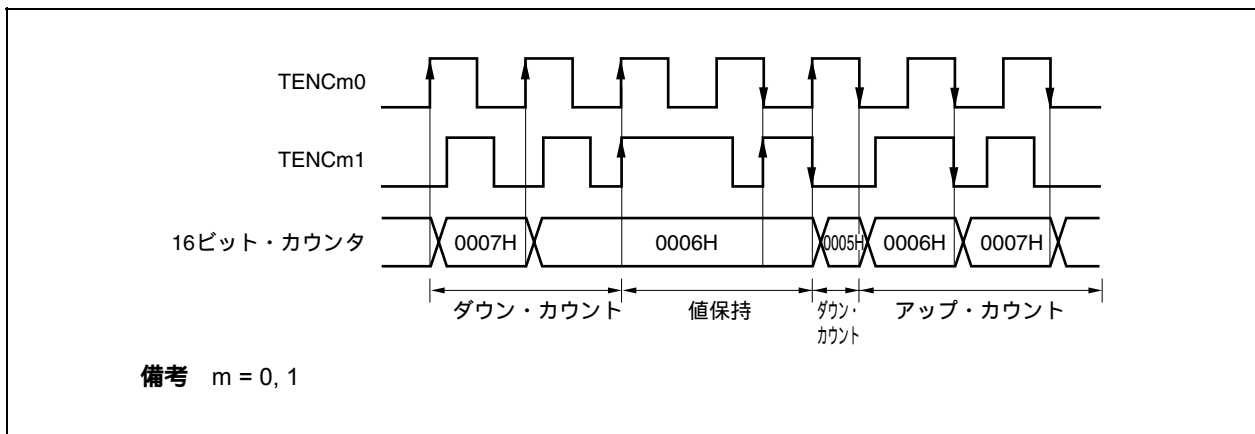 TENCm0
TENCm1
16ビット・カウンタ
0007H
0006H
0005H
0006H
0007H
ダウン・カウント
値保持
ダウン・
カウント
アップ・カウント
備考 m = 0, 1